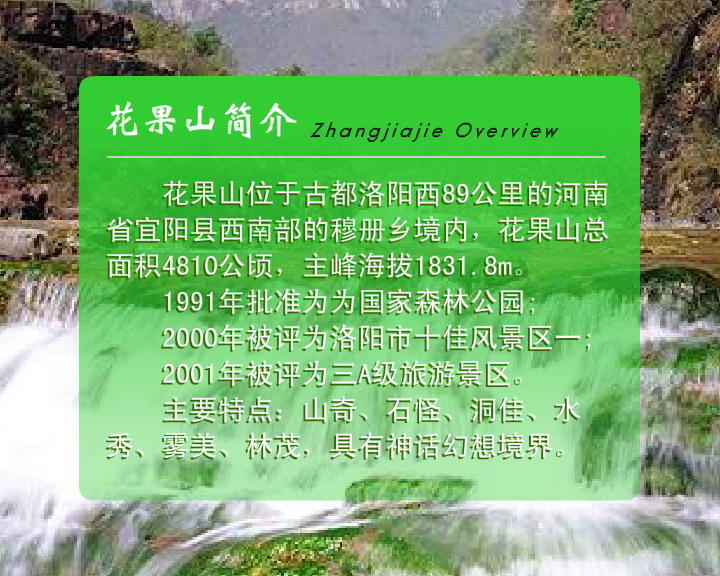 花果山简介 Zhangjiajie Overview
花果山位于古都洛阳西89公里的河南
省宜阳县西南部的穆册乡境内，花果山总
面积4810公顷，主峰海拔1831.8m。
1991年批准为为国家森林公园；
2000年被评为洛阳市十佳风景区一；
2001年被评为三A级旅游景区。
主要特点：山奇、石怪、洞佳、水
秀、雾美、林茂，具有神话幻想境界。